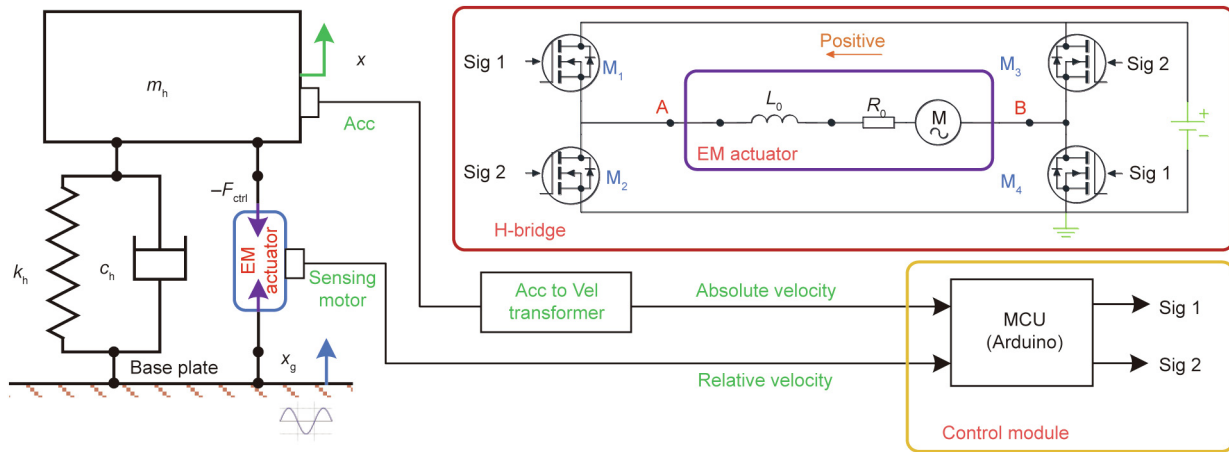 m_h
x
Acc
–F_ctrl
k_h
c_h
EM
actuator
Sensing
motor
Base plate
x_g
Positive
Sig 1
M_1
M_3
Sig 2
A
L_0
R_0
M
B
+
–
EM actuator
Sig 2
M_2
M_4
Sig 1
H-bridge
Acc to Vel
transformer
Absolute velocity
Relative velocity
MCU
(Arduino)
Sig 1
Sig 2
Control module